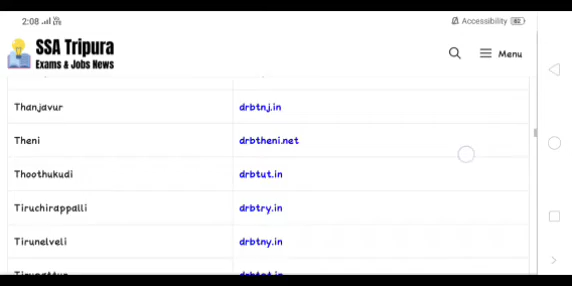 2:08
Accessibility
SSA Tripura
Exams & Jobs News
Menu
Thanjavur drbtnj.in
Theni drbtheni.net
Thoothukudi drbtut.in
Tiruchirappalli drbtry.in
Tirunelveli drbtny.in